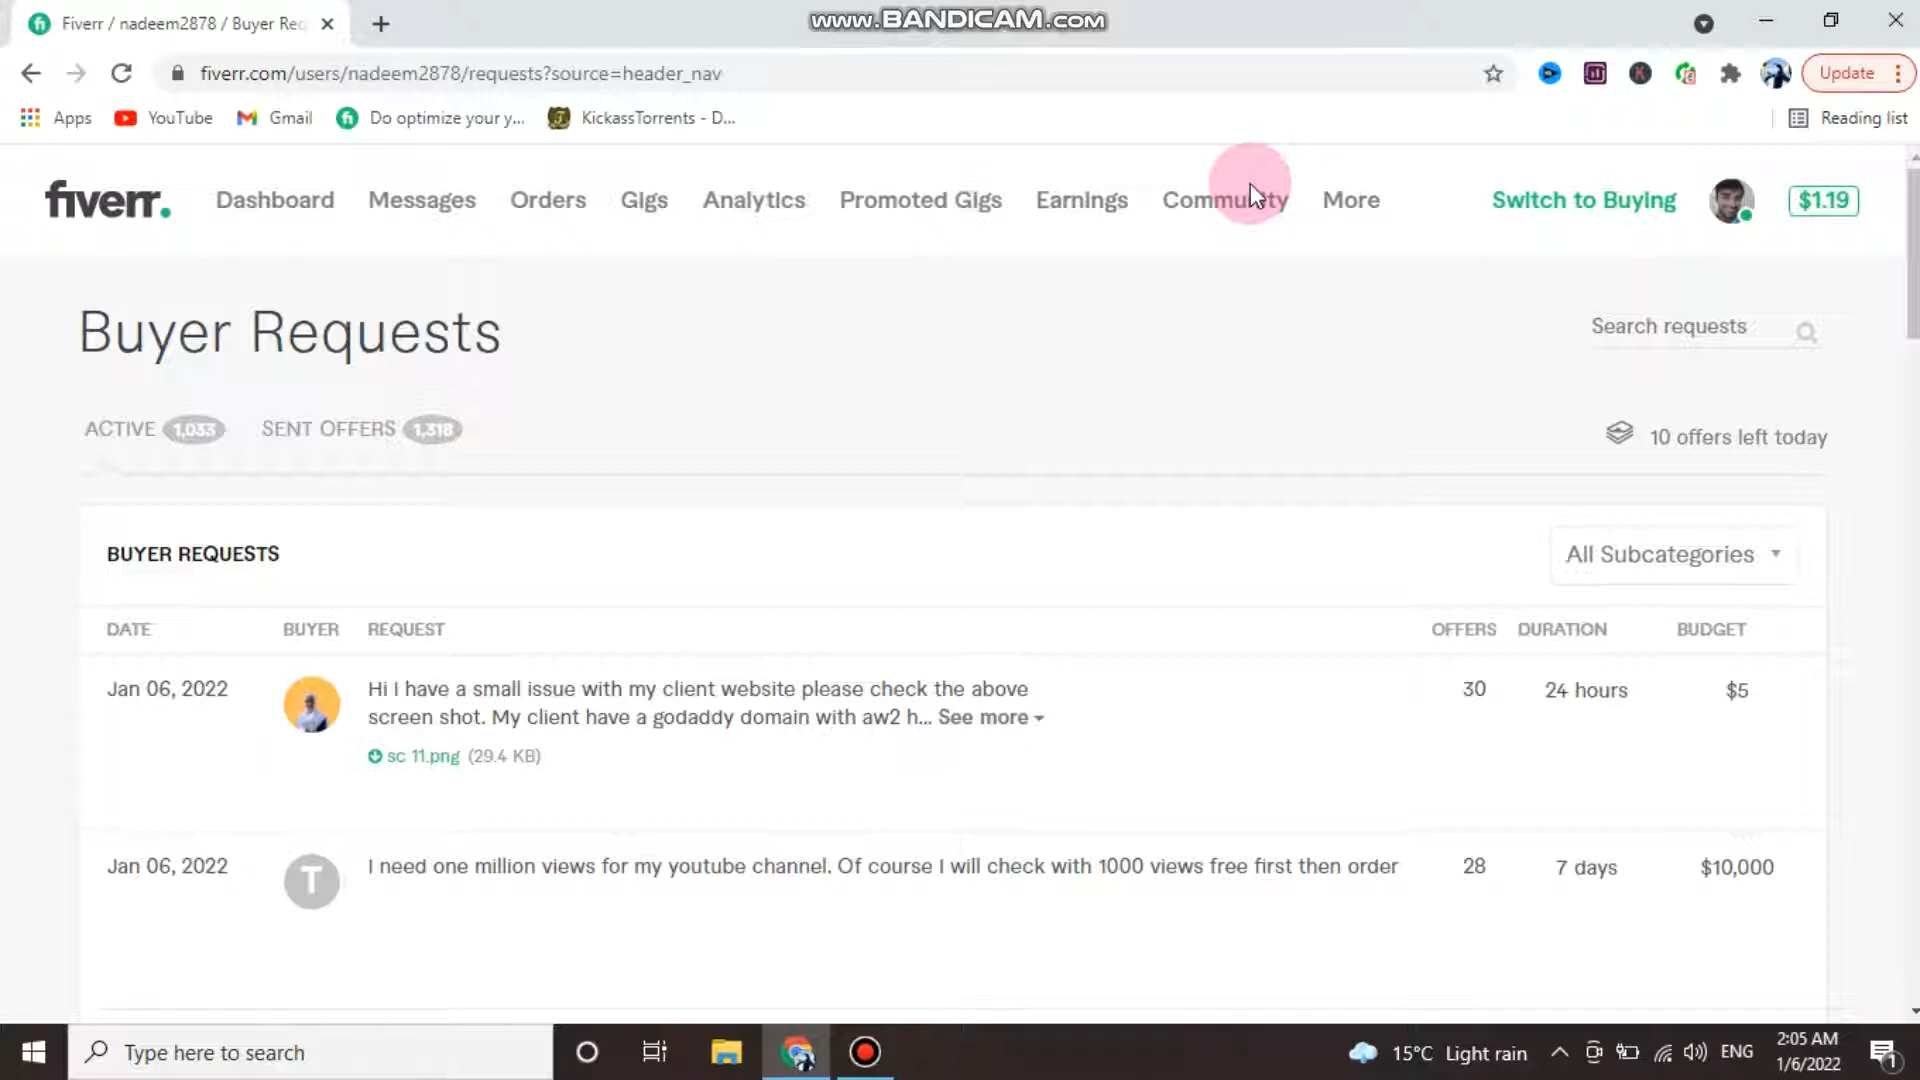 Fiverr / nadeem2878 / Buyer Req
www.BANDICAM.com
fiverr.com/users/nadeem2878/requests?source=header_nav
Update
Apps
YouTube
Gmail
Do optimize your y...
KickassTorrents - D...
Reading list
fiverr.
Dashboard
Messages
Orders
Gigs
Analytics
Promoted Gigs
Earnings
Community
More
Switch to Buying
$1.19
Buyer Requests
Search requests
ACTIVE 1,033
SENT OFFERS 1,318
10 offers left today
BUYER REQUESTS
All Subcategories
DATE BUYER REQUEST OFFERS DURATION BUDGET
Jan 06, 2022
Hi I have a small issue with my client website please check the above
screen shot. My client have a godaddy domain with aw2 h... See more
sc 11.png (29.4 KB)
30
24 hours
$5
Jan 06, 2022
T
I need one million views for my youtube channel. Of course I will check with 1000 views free first then order
28
7 days
$10,000
Type here to search
15°C Light rain
ENG
2:05 AM
1/6/2022
1